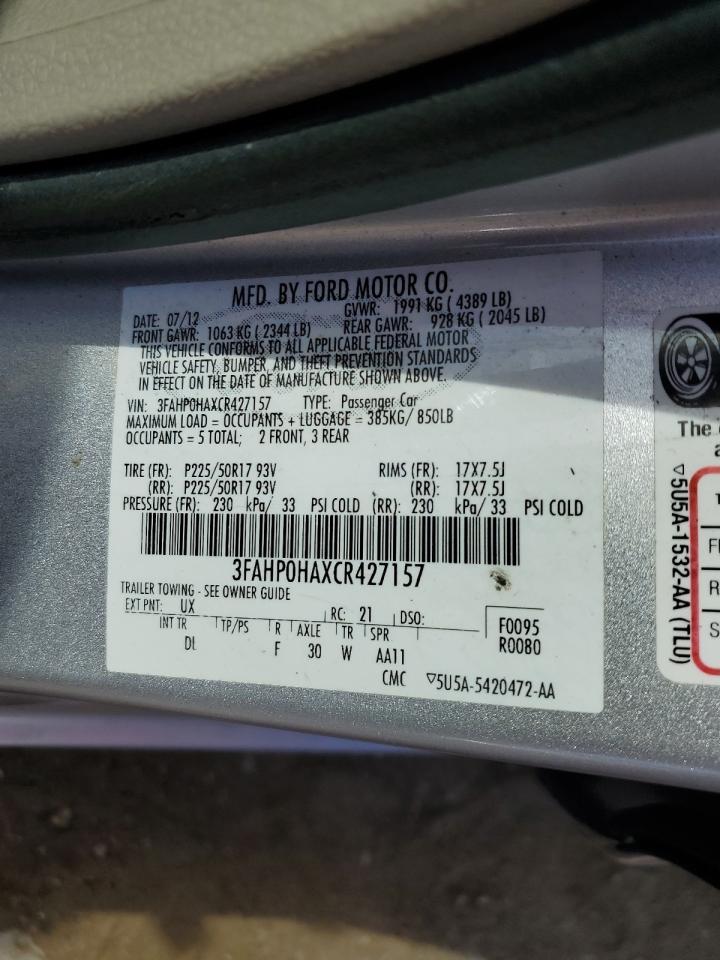 MFD. BY FORD MOTOR CO.
DATE: 07/12 GVWR: 1991 KG ( 4389 LB)
FRONT GAWR: 1063 KG ( 2344 LB) REAR GAWR: 928 KG ( 2045 LB)
THIS VEHICLE CONFORMS TO ALL APPLICABLE FEDERAL MOTOR
VEHICLE SAFETY, BUMPER, AND THEFT PREVENTION STANDARDS
IN EFFECT ON THE DATE OF MANUFACTURE SHOWN ABOVE.
VIN: 3FAHP0HAXCR427157 TYPE: Passenger Car
MAXIMUM LOAD = OCCUPANTS + LUGGAGE = 385KG/ 850LB
OCCUPANTS = 5 TOTAL; 2 FRONT, 3 REAR
TIRE (FR): P225/50R17 93V RIMS (FR): 17X7.5J
(RR): P225/50R17 93V (RR): 17X7.5J
PRESSURE (FR): 230 kPa/ 33 PSI COLD (RR): 230 kPa/ 33 PSI COLD
3FAHP0HAXCR427157
TRAILER TOWING - SEE OWNER GUIDE
EXT PNT: UX RC: 21 DSO: F0095
INT TR TP/PS R AXLE TR SPR R0080
DL F 30 W AA11
CMC ▽5U5A-5420472-AA
The
▽5U5A-1532-AA (TLU)